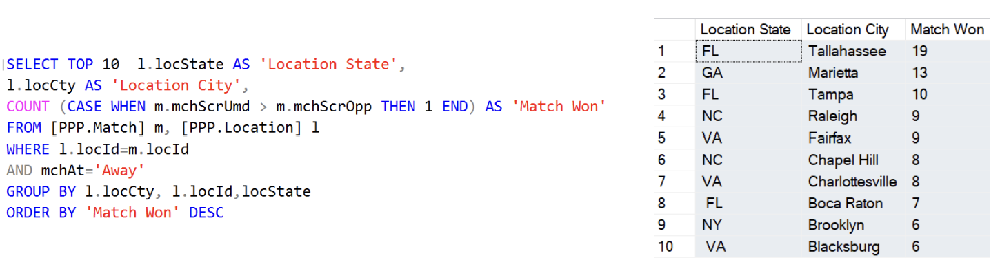 SELECT TOP 10  l.locState AS 'Location State',
l.locCty AS 'Location City',
COUNT (CASE WHEN m.mchScrUmd > m.mchScrOpp THEN 1 END) AS 'Match Won'
FROM [PPP.Match] m, [PPP.Location] l
WHERE l.locId=m.locId
AND mchAt='Away'
GROUP BY l.locCty, l.locId,locState
ORDER BY 'Match Won' DESC
Location State Location City Match Won
1 FL Tallahassee 19
2 GA Marietta 13
3 FL Tampa 10
4 NC Raleigh 9
5 VA Fairfax 9
6 NC Chapel Hill 8
7 VA Charlottesville 8
8 FL Boca Raton 7
9 NY Brooklyn 6
10 VA Blacksburg 6